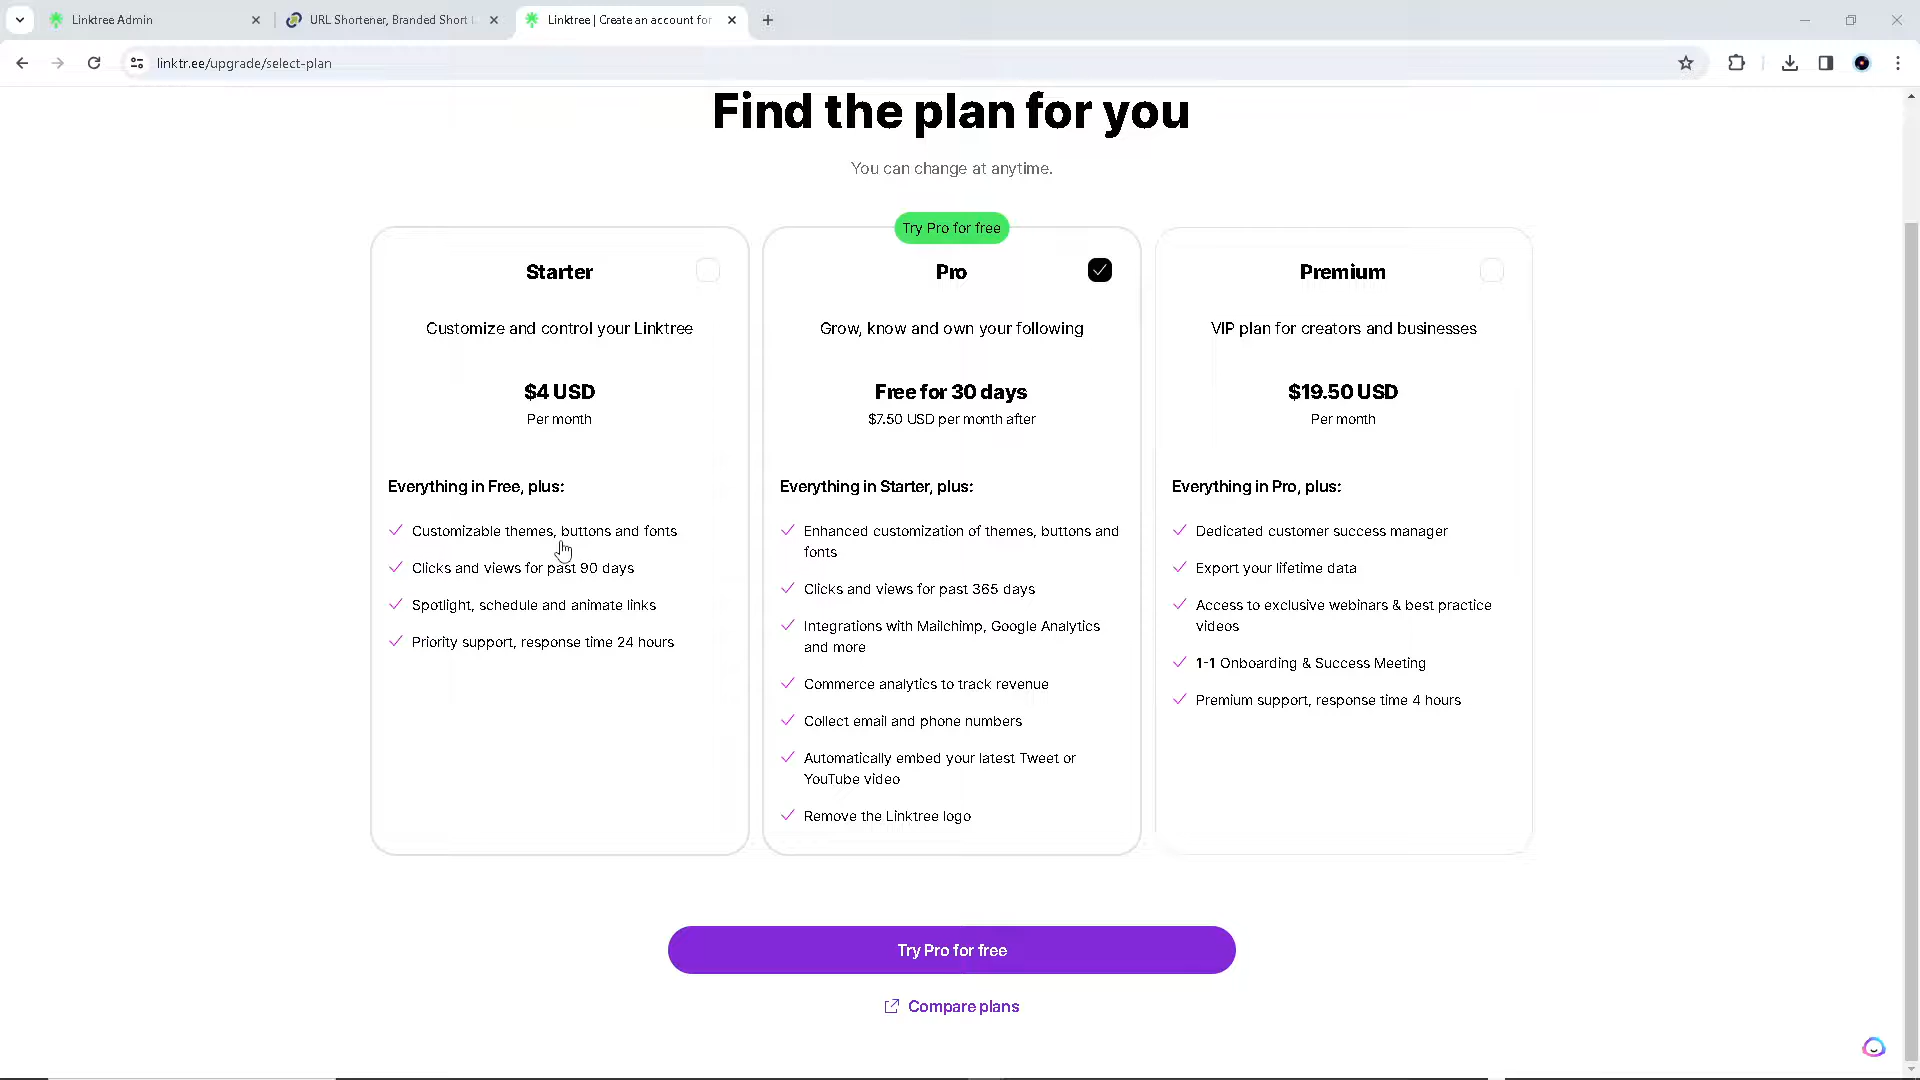 Linktree Admin
URL Shortener, Branded Short L
Linktree | Create an account for
linktr.ee/upgrade/select-plan
Find the plan for you
You can change at anytime.
Starter
Customize and control your Linktree
$4 USD
Per month
Everything in Free, plus:
Customizable themes, buttons and fonts
Clicks and views for past 90 days
Spotlight, schedule and animate links
Priority support, response time 24 hours
Try Pro for free
Pro
Grow, know and own your following
Free for 30 days
$7.50 USD per month after
Everything in Starter, plus:
Enhanced customization of themes, buttons and
fonts
Clicks and views for past 365 days
Integrations with Mailchimp, Google Analytics
and more
Commerce analytics to track revenue
Collect email and phone numbers
Automatically embed your latest Tweet or
YouTube video
Remove the Linktree logo
Premium
VIP plan for creators and businesses
$19.50 USD
Per month
Everything in Pro, plus:
Dedicated customer success manager
Export your lifetime data
Access to exclusive webinars & best practice
videos
1-1 Onboarding & Success Meeting
Premium support, response time 4 hours
Try Pro for free
Compare plans